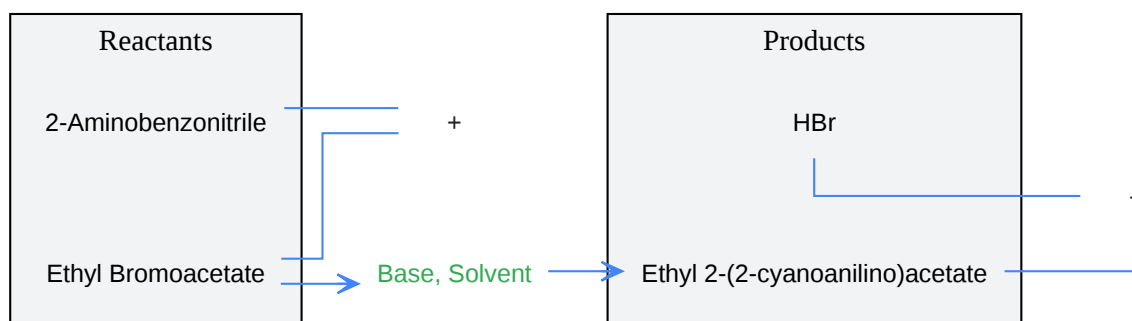 Reactants
Products
2-Aminobenzonitrile
+
HBr
Ethyl Bromoacetate
Base, Solvent
Ethyl 2-(2-cyanoanilino)acetate